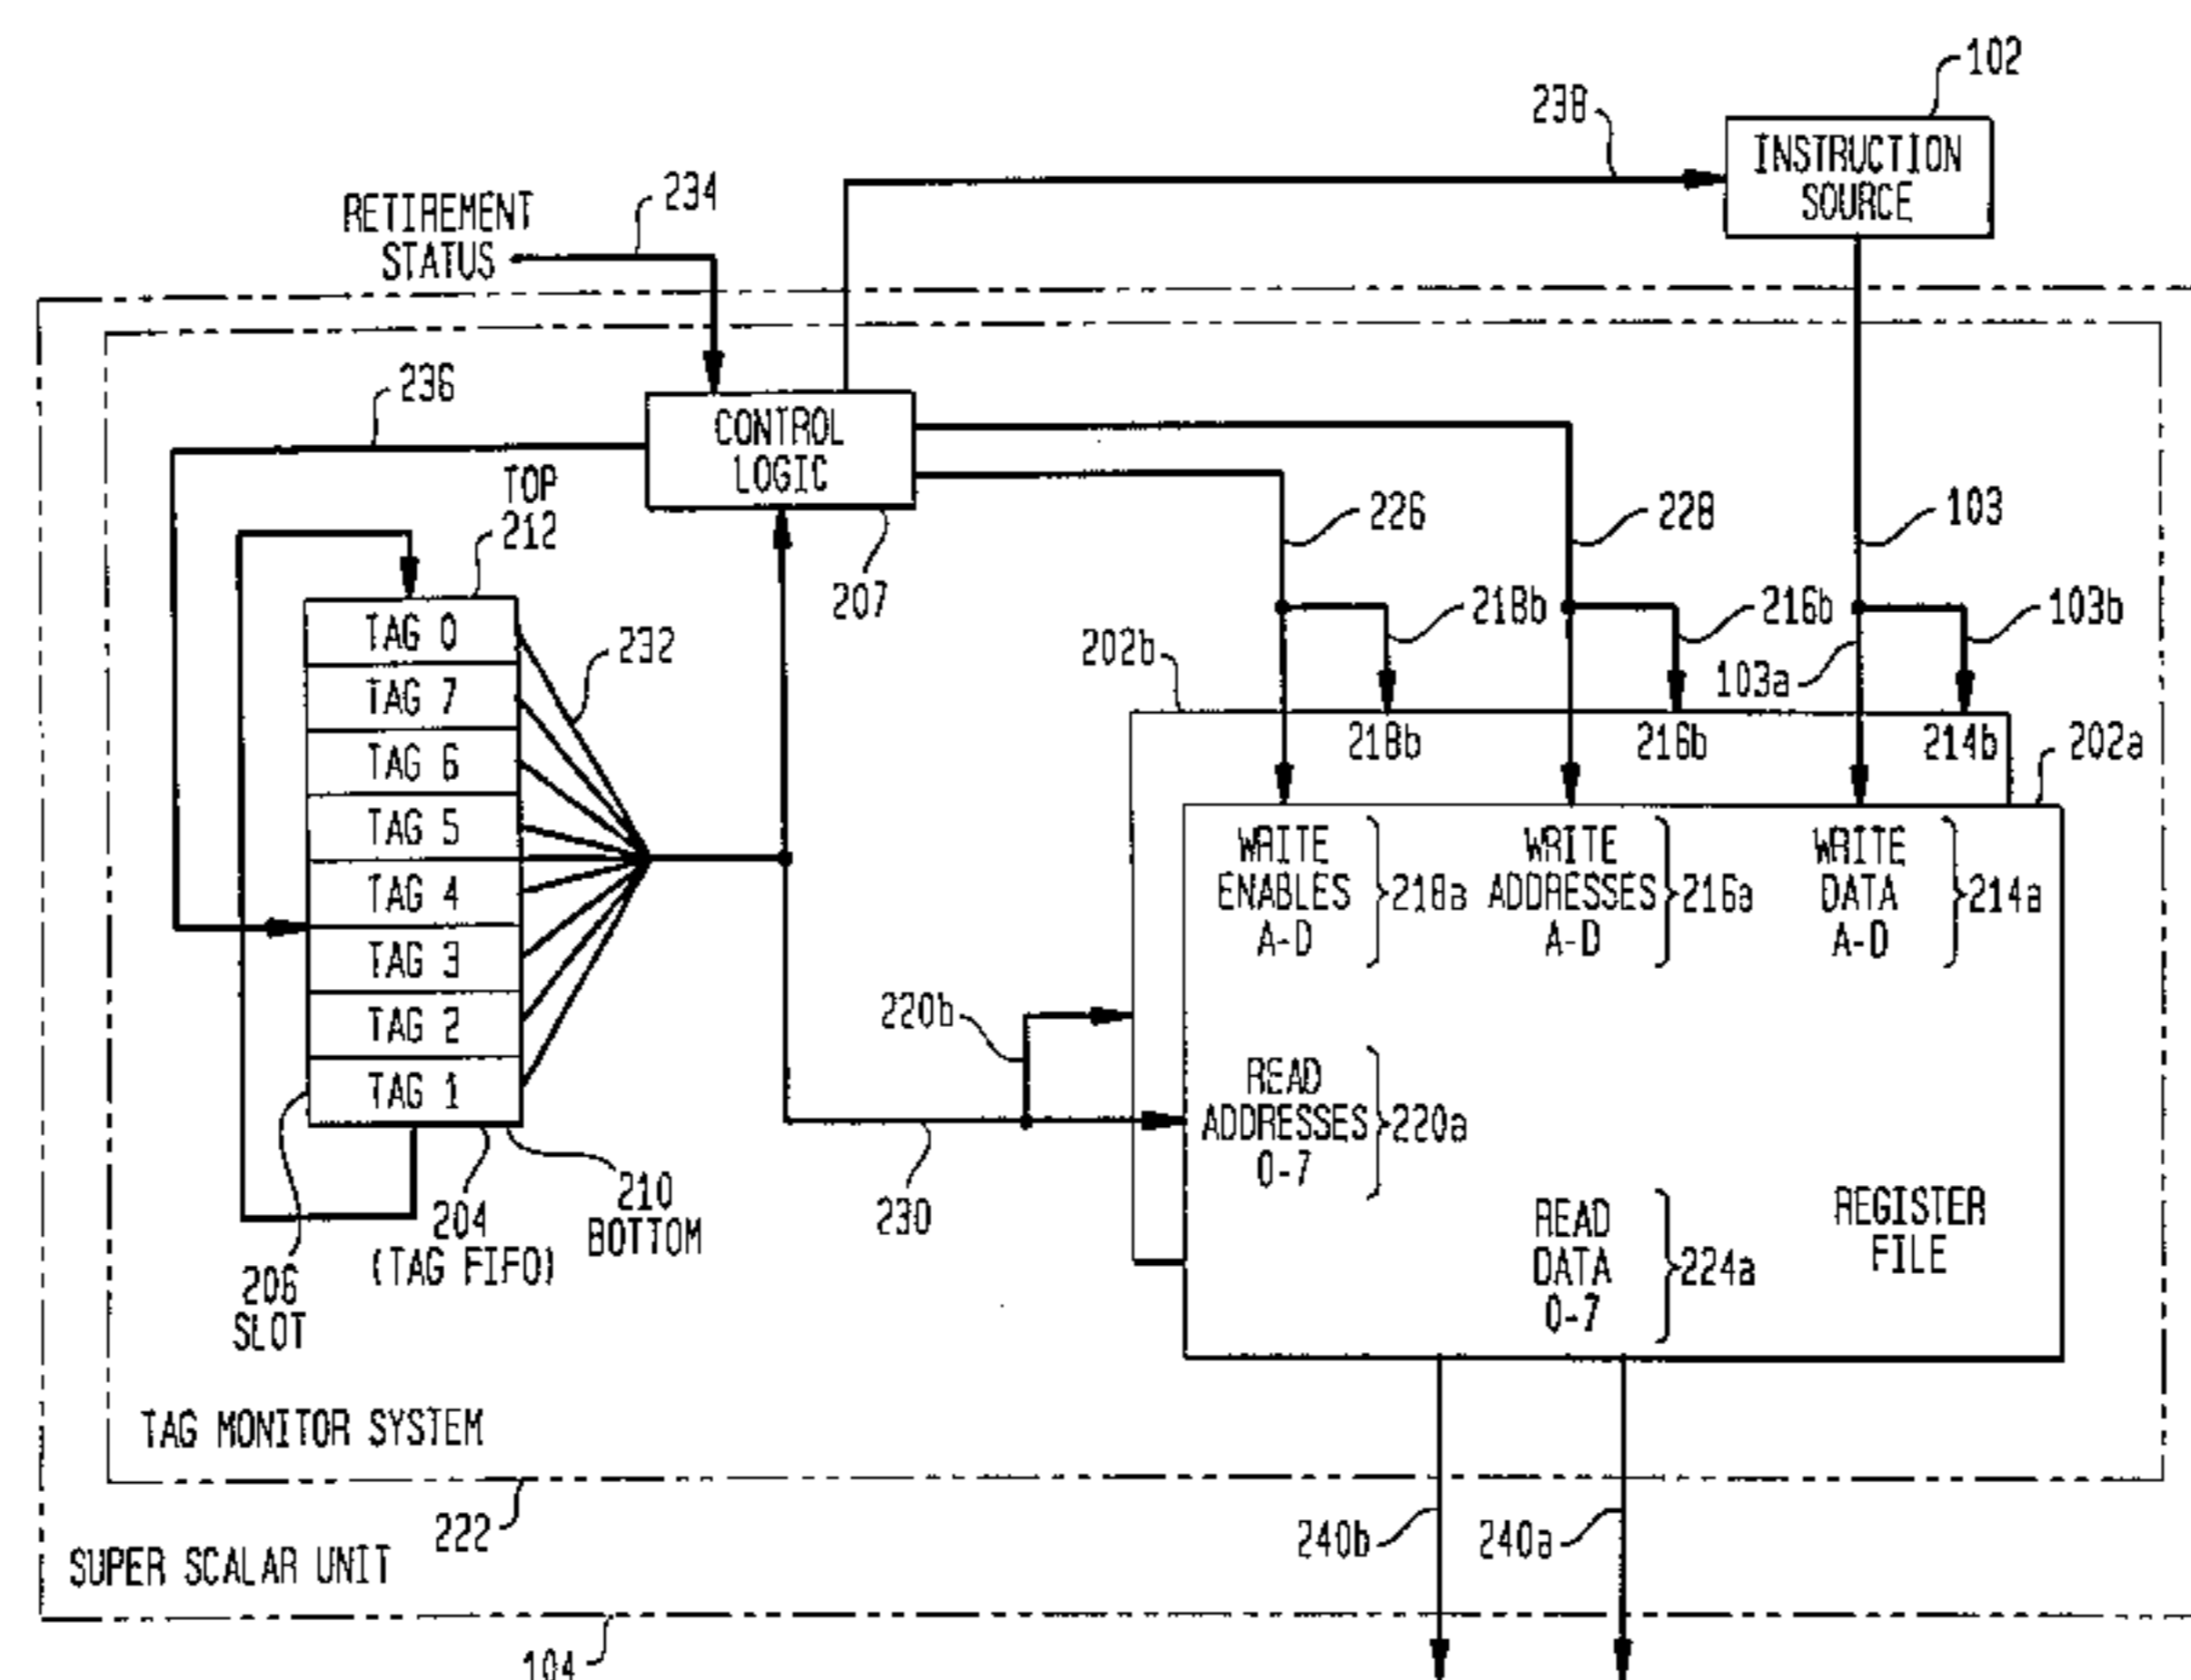 102
238
INSTRUCTION
SOURCE
234
RETIREMENT
STATUS
236
CONTROL
LOGIC
TOP
212
226
228
103
207
218b
216b
103b
232
202b
103a
TAG 0
TAG 7
TAG 6
TAG 5
TAG 4
TAG 3
TAG 2
TAG 1
218b
216b
214b
202a
WRITE
ENABLES
A-D
218a
WRITE
ADDRESSES
A-D
216a
WRITE
DATA
A-D
214a
220b
READ
ADDRESSES
0-7
220a
230
204
(TAG FIFO)
210
BOTTOM
206
SLOT
READ
DATA
0-7
224a
REGISTER
FILE
TAG MONITOR SYSTEM
222
240b
240a
SUPER SCALAR UNIT
104